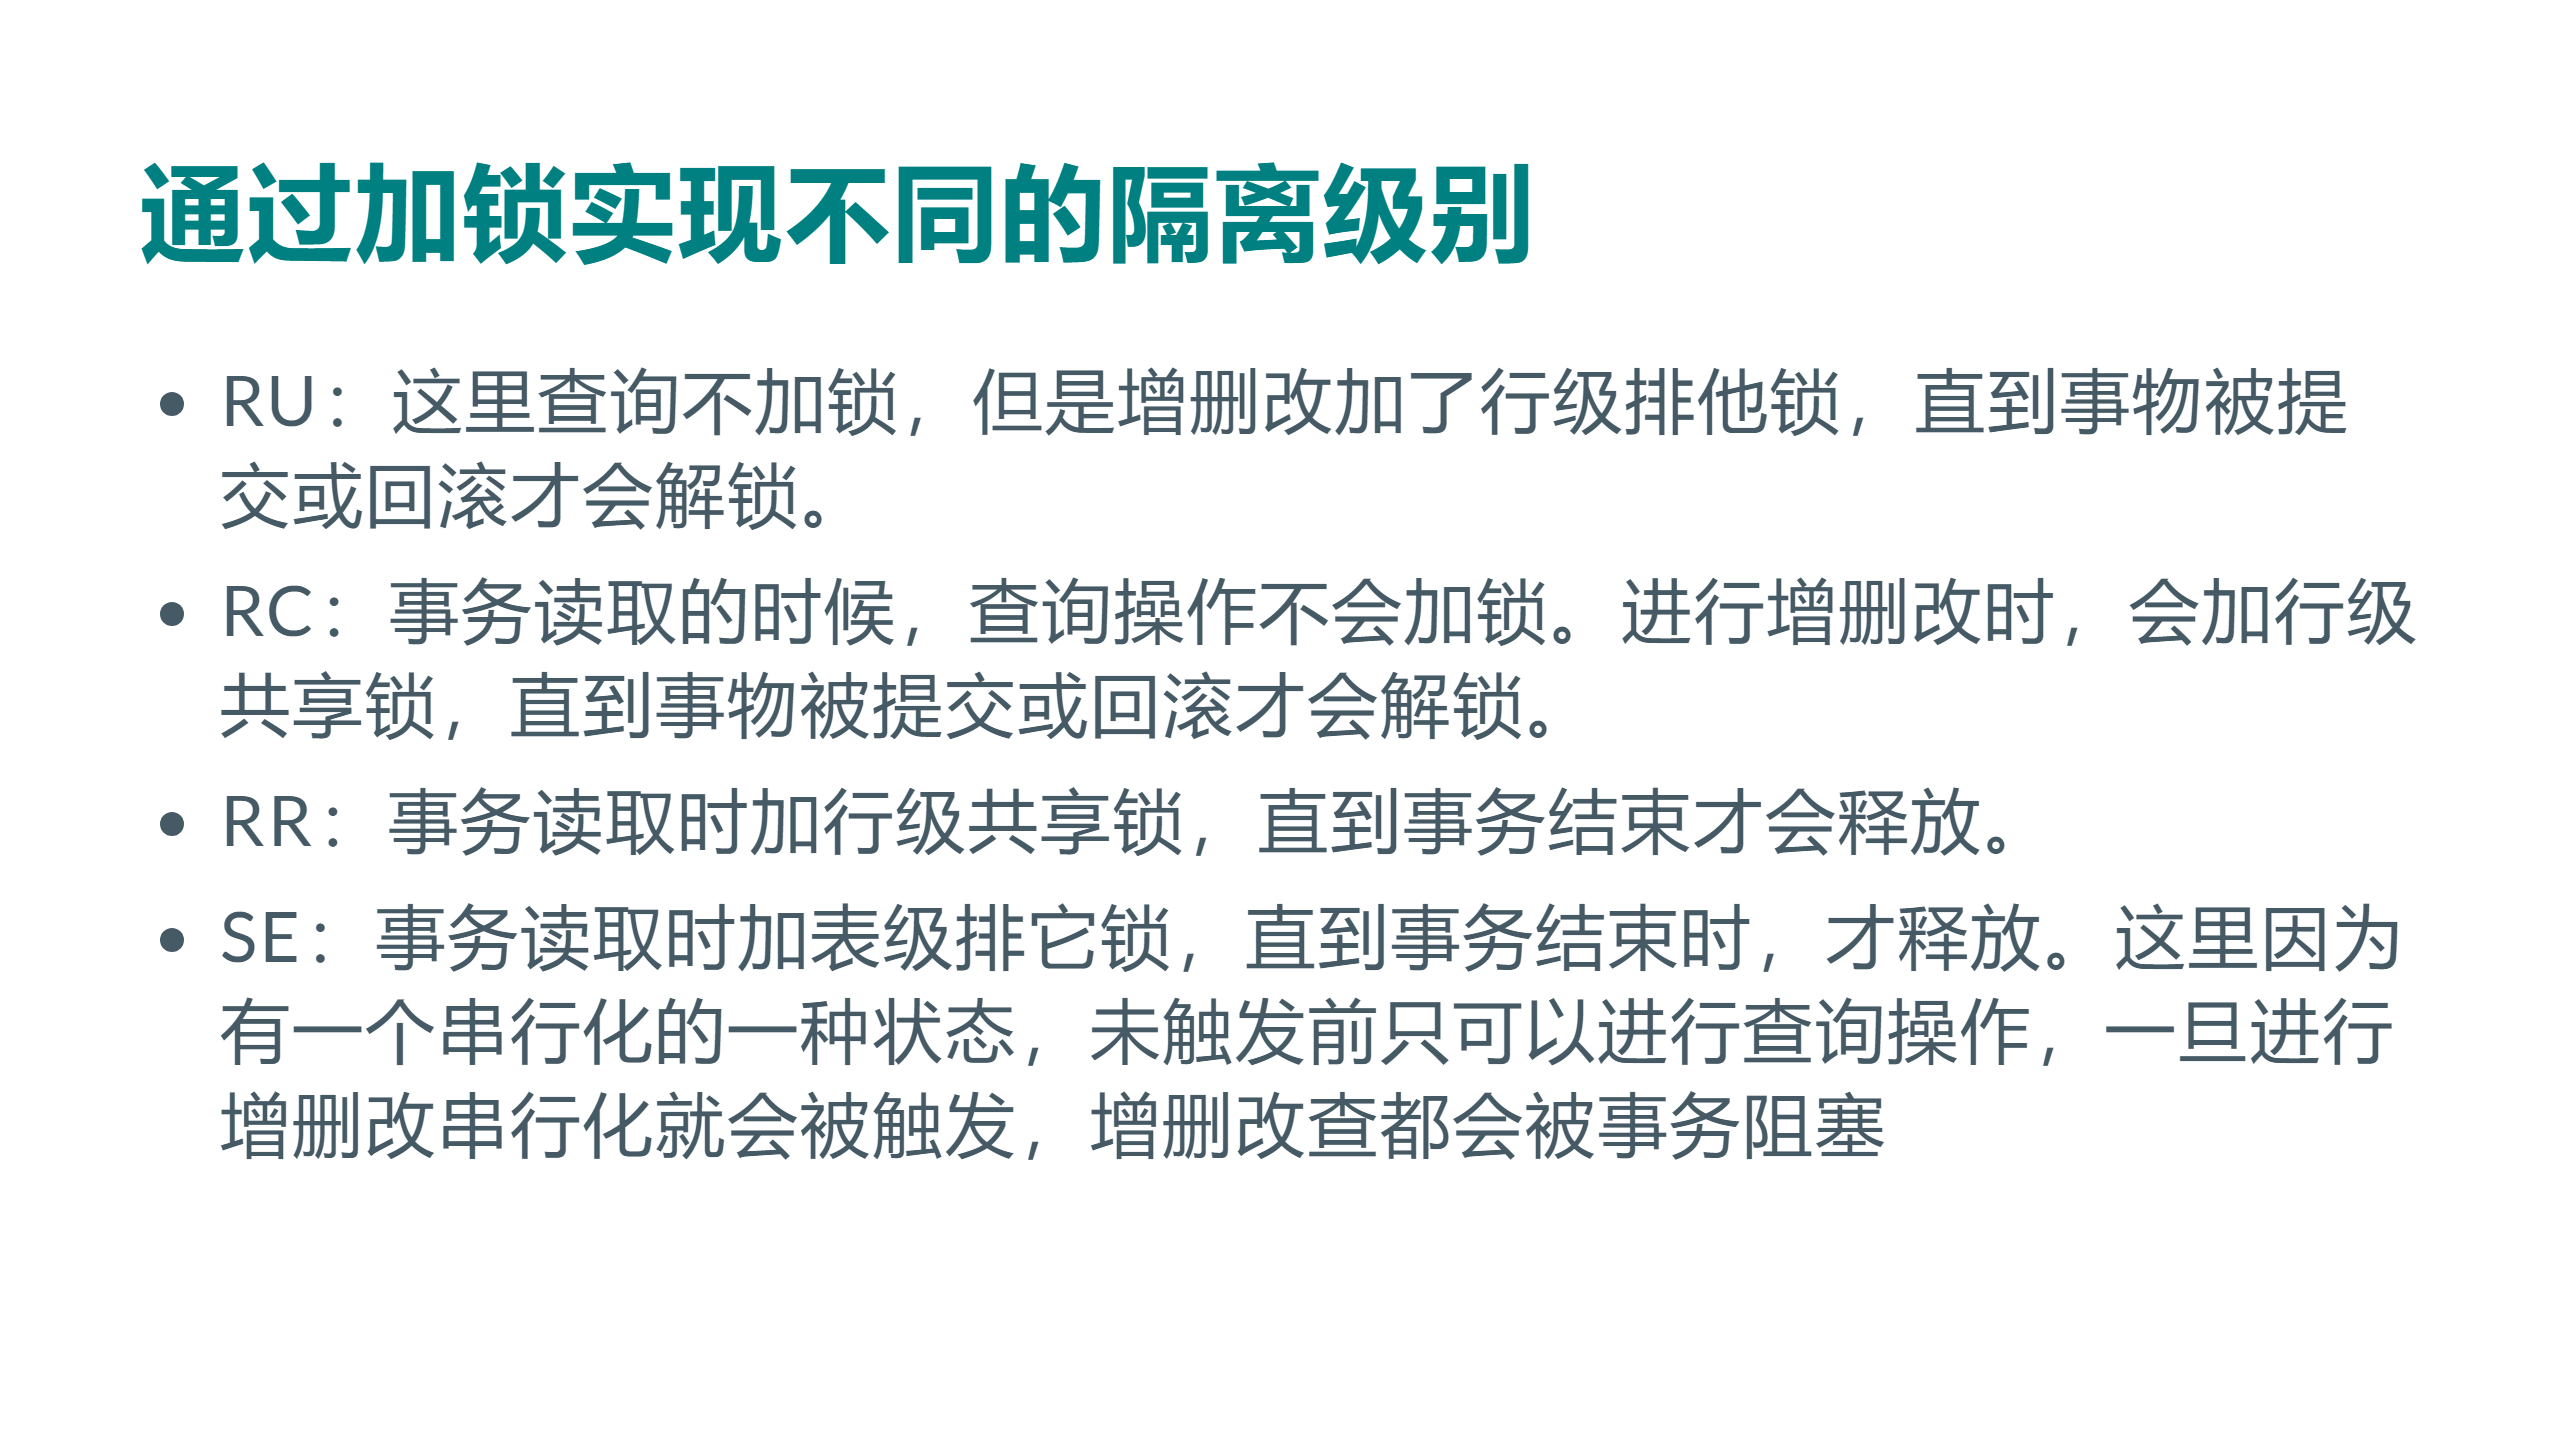 通过加锁实现不同的隔离级别
• RU：这里查询不加锁，但是增删改加了行级排他锁，直到事物被提
交或回滚才会解锁。
• RC：事务读取的时候，查询操作不会加锁。进行增删改时，会加行级
共享锁，直到事物被提交或回滚才会解锁。
• RR：事务读取时加行级共享锁，直到事务结束才会释放。
• SE：事务读取时加表级排它锁，直到事务结束时，才释放。这里因为
有一个串行化的一种状态，未触发前只可以进行查询操作，一旦进行
增删改串行化就会被触发，增删改查都会被事务阻塞